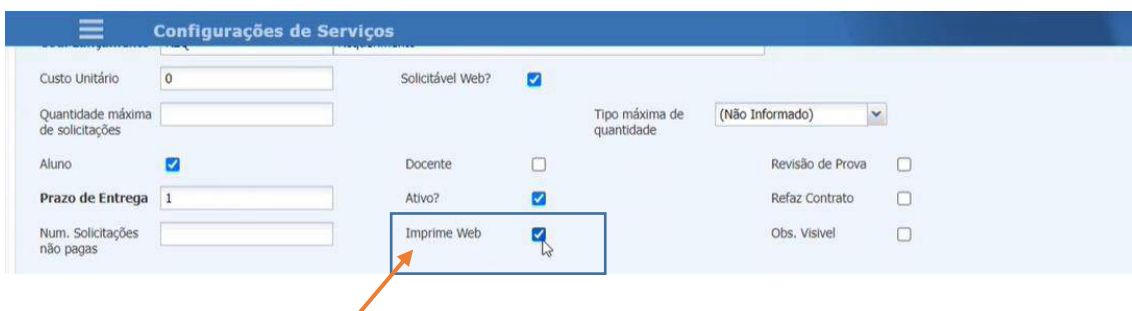 Configurações de Serviços
Custo Unitário 0 Solicitável Web?
Quantidade máxima de solicitações Tipo máxima de quantidade (Não Informado)
Aluno Docente Revisão de Prova
Prazo de Entrega 1 Ativo? Refaz Contrato
Num. Solicitações não pagas Imprime Web Obs. Visivel